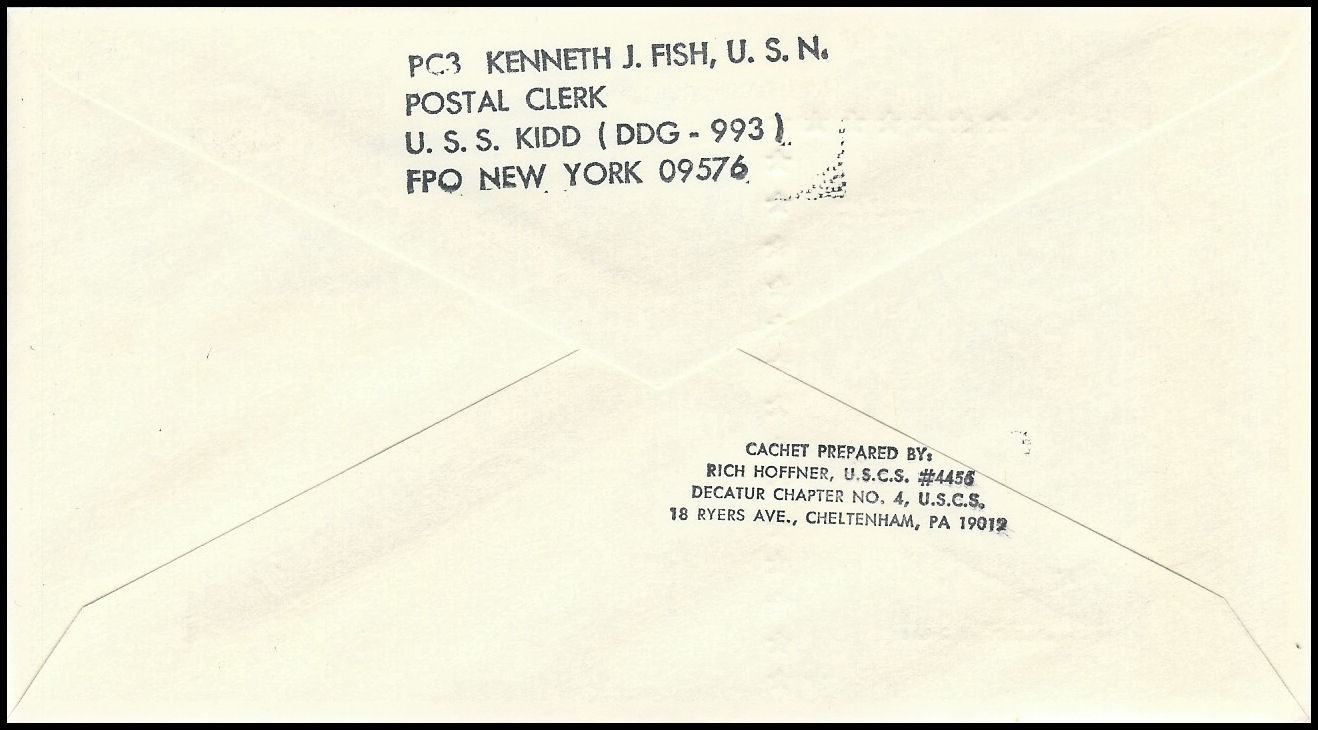 PC3 KENNETH J. FISH, U. S. N.
POSTAL CLERK
U. S. S. KIDD ( DDG - 993 )
FPO NEW YORK 09576
CACHET PREPARED BY:
RICH HOFFNER, U.S.C.S. #4456
DECATUR CHAPTER NO. 4, U.S.C.S.
18 RYERS AVE., CHELTENHAM, PA 19012